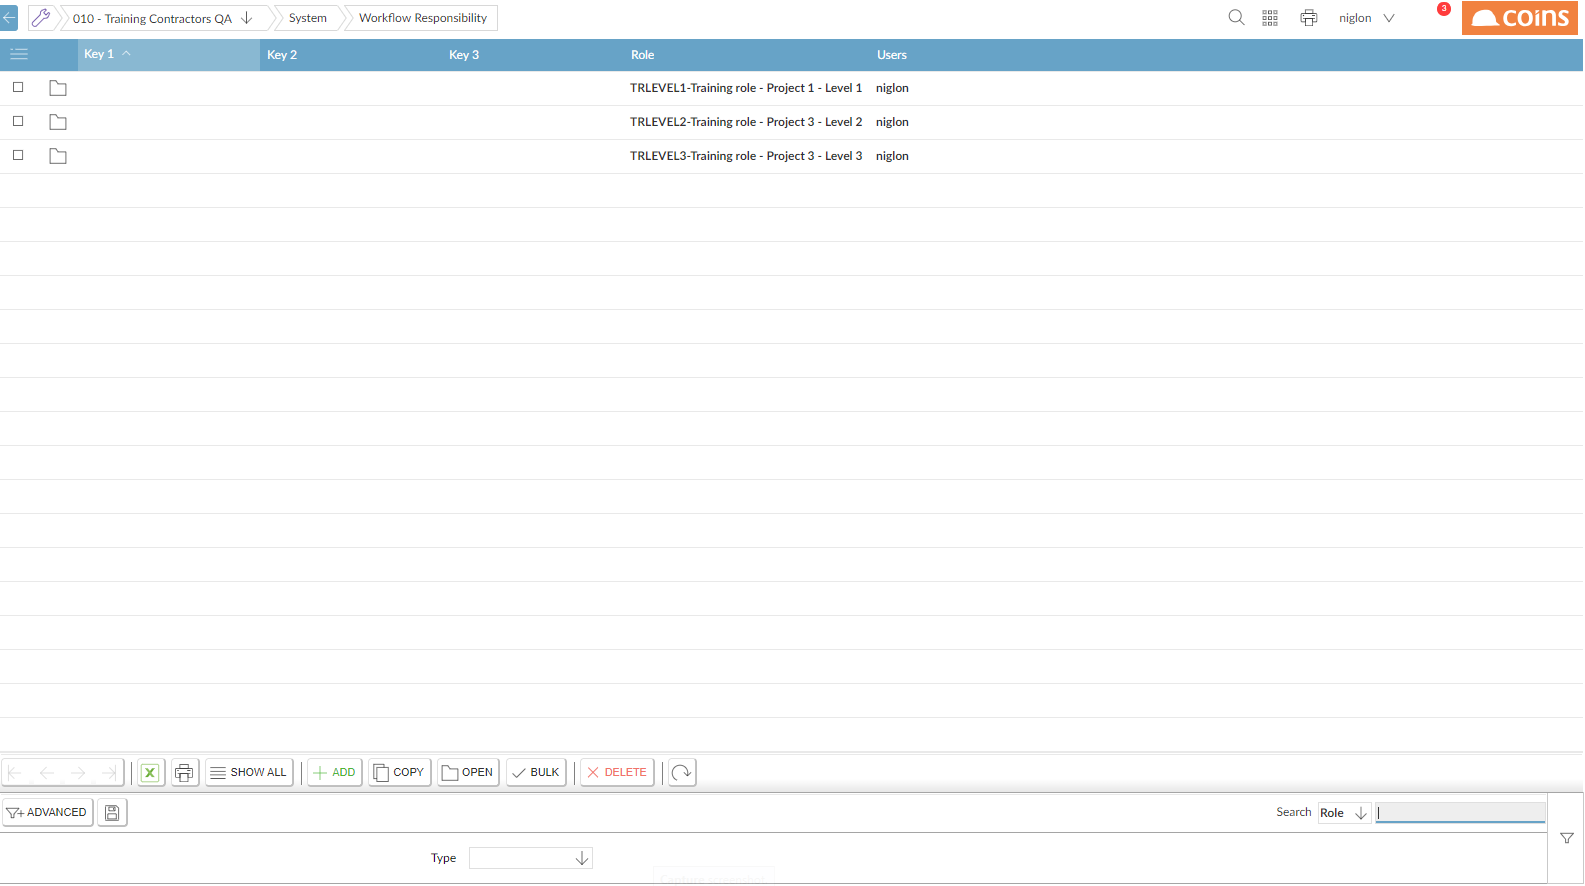 010 - Training Contractors QA System Workflow Responsibility niglon 3 coins
Key 1 Key 2 Key 3 Role Users
TRLEVEL1-Training role - Project 1 - Level 1 niglon
TRLEVEL2-Training role - Project 3 - Level 2 niglon
TRLEVEL3-Training role - Project 3 - Level 3 niglon
X SHOW ALL ADD COPY OPEN BULK DELETE
ADVANCED Search Role
Type